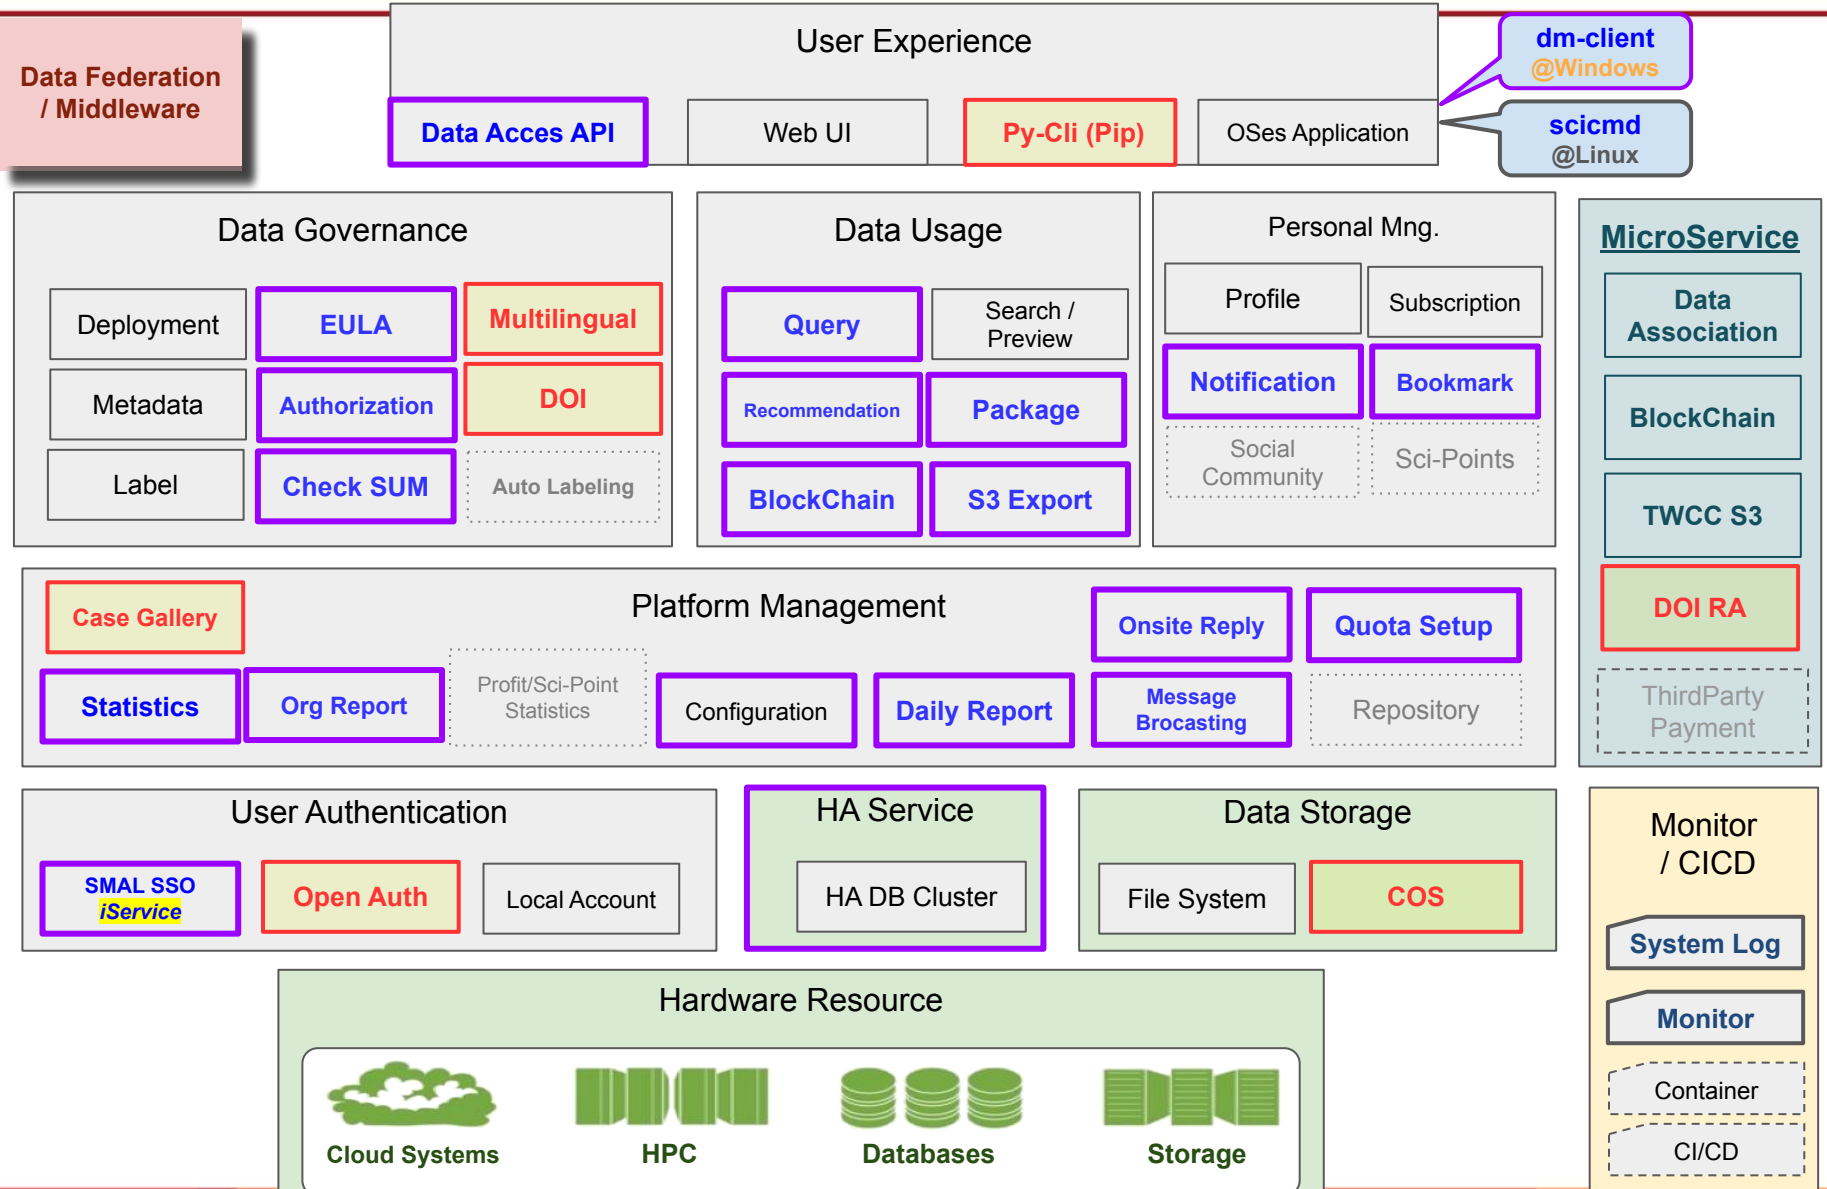 Data Federation
/ Middleware
User Experience
Data Acces API
Web UI
Py-Cli (Pip)
OSes Application
dm-client
@Windows
scicmd
@Linux
Data Governance
Deployment
EULA
Multilingual
Metadata
Authorization
DOI
Label
Check SUM
Auto Labeling
Data Usage
Query
Search /
Preview
Recommendation
Package
BlockChain
S3 Export
Personal Mng.
Profile
Subscription
Notification
Bookmark
Social
Community
Sci-Points
MicroService
Data
Association
BlockChain
TWCC S3
DOI RA
ThirdParty
Payment
Platform Management
Case Gallery
Onsite Reply
Quota Setup
Statistics
Org Report
Profit/Sci-Point
Statistics
Configuration
Daily Report
Message
Brocasting
Repository
User Authentication
SMAL SSO
iService
Open Auth
Local Account
HA Service
HA DB Cluster
Data Storage
File System
COS
Monitor
/ CICD
System Log
Monitor
Container
CI/CD
Hardware Resource
Cloud Systems
HPC
Databases
Storage